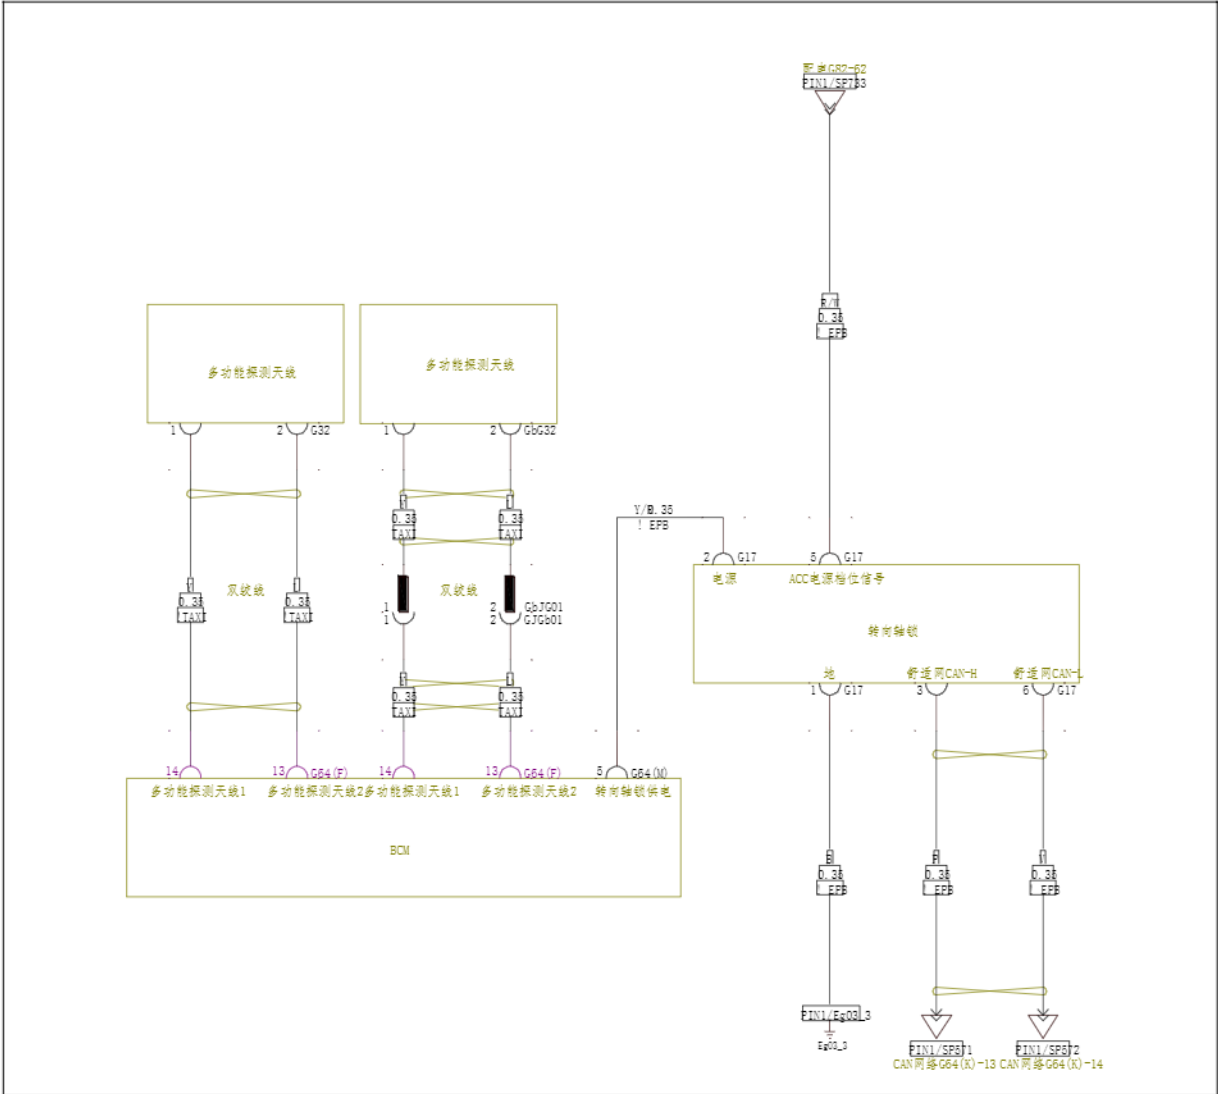 配电G82-62
PIN1/SP733
R/W
0.35
! EPB
多功能探测天线
多功能探测天线
1
2
G32
1
2
GbG32
0.35
TAXI
0.35
TAXI
Y/B
0.35
! EPB
2
G17
5
G17
电源
ACC电源档位信号
双绞线
双绞线
V
0.35
!TAXI
L
0.35
!TAXI
1
1
2
GbJG01
2
GJGb01
转向轴锁
地
舒适网CAN-H
舒适网CAN-L
1
G17
3
6
G17
0.35
TAXI
0.35
TAXI
14
13
G64(F)
14
13
G64(F)
5
G64(M)
多功能探测天线1
多功能探测天线2
多功能探测天线1
多功能探测天线2
转向轴锁供电
BCM
B
0.35
! EPB
P
0.35
! EPB
V
0.35
! EPB
PIN1/Eg03_3
Eg03_3
PIN1/SP571
PIN1/SP572
CAN网络G64(K)-13
CAN网络G64(K)-14